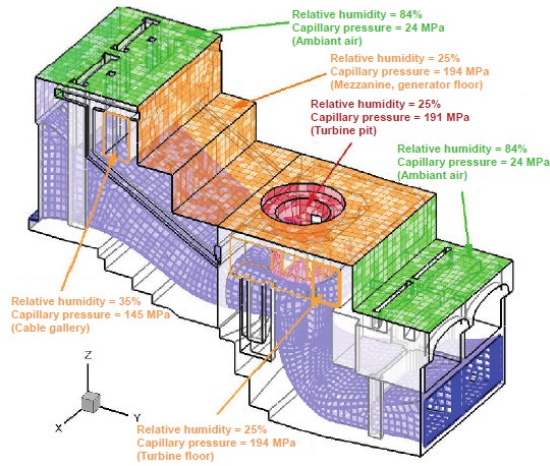 Relative humidity = 84%
Capillary pressure = 24 MPa
(Ambiant air)
Relative humidity = 25%
Capillary pressure = 194 MPa
(Mezzanine, generator floor)
Relative humidity = 25%
Capillary pressure = 191 MPa
(Turbine pit)
Relative humidity = 84%
Capillary pressure = 24 MPa
(Ambiant air)
Relative humidity = 35%
Capillary pressure = 145 MPa
(Cable gallery)
Z
Y
X
Relative humidity = 25%
Capillary pressure = 194 MPa
(Turbine floor)